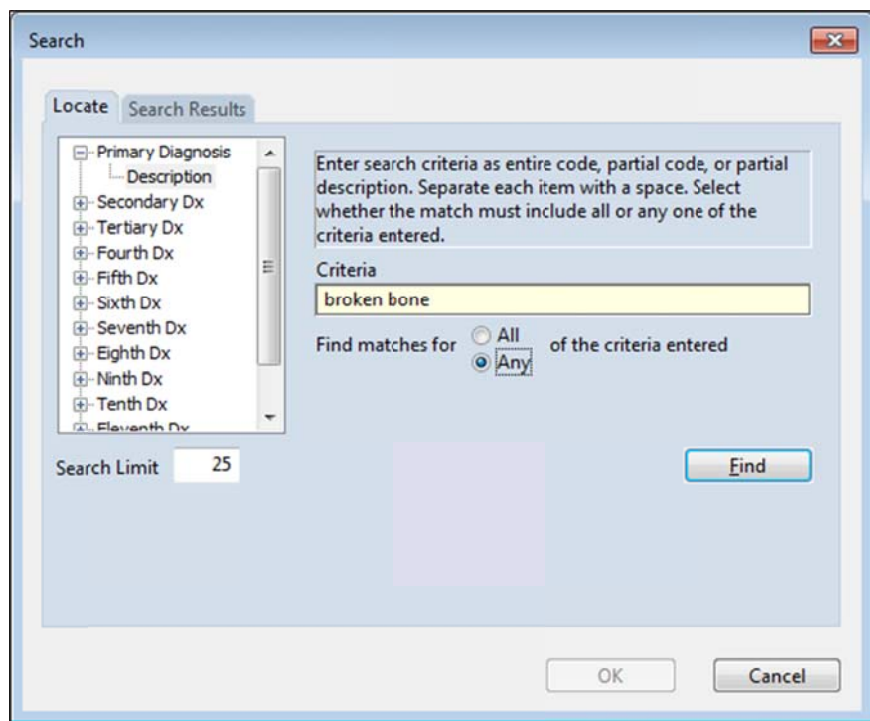 Search
Locate Search Results
Primary Diagnosis
Description
Secondary Dx
Tertiary Dx
Fourth Dx
Fifth Dx
Sixth Dx
Seventh Dx
Eighth Dx
Ninth Dx
Tenth Dx
Eleventh Dx
Search Limit 25
Enter search criteria as entire code, partial code, or partial
description. Separate each item with a space. Select
whether the match must include all or any one of the
criteria entered.
Criteria
broken bone
Find matches for All of the criteria entered
Any
Find
OK Cancel